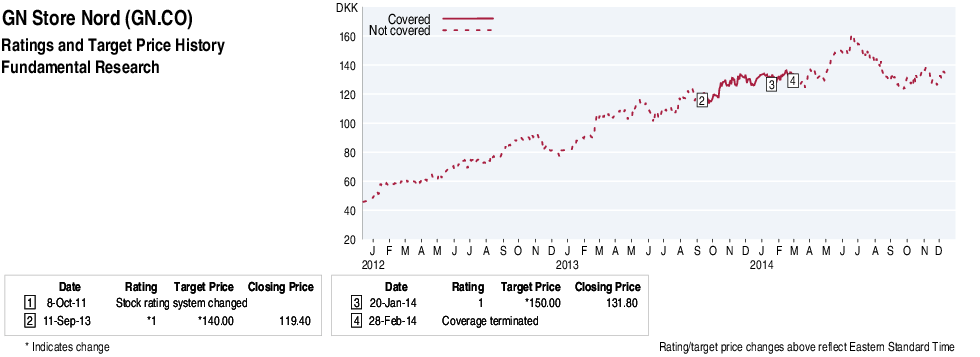 GN Store Nord (GN.CO)
Ratings and Target Price History
Fundamental Research
DKK
Covered
Not covered
160
140
120
100
80
60
40
20
2
3
4
J F M A M J J A S O N D J F M A M J J A S O N D J F M A M J J A S O N D
2012 2013 2014
Date Rating Target Price Closing Price
1 8-Oct-11 Stock rating system changed
2 11-Sep-13 *1 *140.00 119.40
Date Rating Target Price Closing Price
3 20-Jan-14 1 *150.00 131.80
4 28-Feb-14 Coverage terminated
* Indicates change
Rating/target price changes above reflect Eastern Standard Time